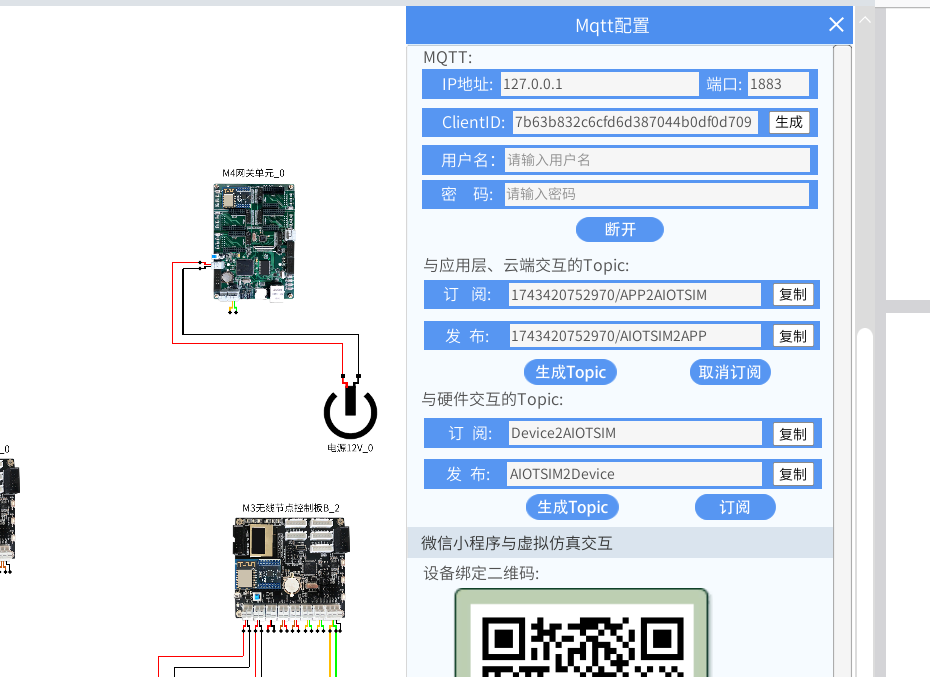 Mqtt配置
MQTT:
IP地址: 127.0.0.1 端口: 1883
ClientID: 7b63b832c6cfd6d387044b0df0d709 生成
用户名: 请输入用户名
密 码: 请输入密码
断开
与应用层、云端交互的Topic:
订 阅: 1743420752970/APP2AIOTSIM 复制
发 布: 1743420752970/AIOTSIM2APP 复制
生成Topic 取消订阅
与硬件交互的Topic:
订 阅: Device2AIOTSIM 复制
发 布: AIOTSIM2Device 复制
生成Topic 订阅
微信小程序与虚拟仿真交互
设备绑定二维码:
M4网关单元_0
电源12V_0
_0
M3无线节点控制板B_2